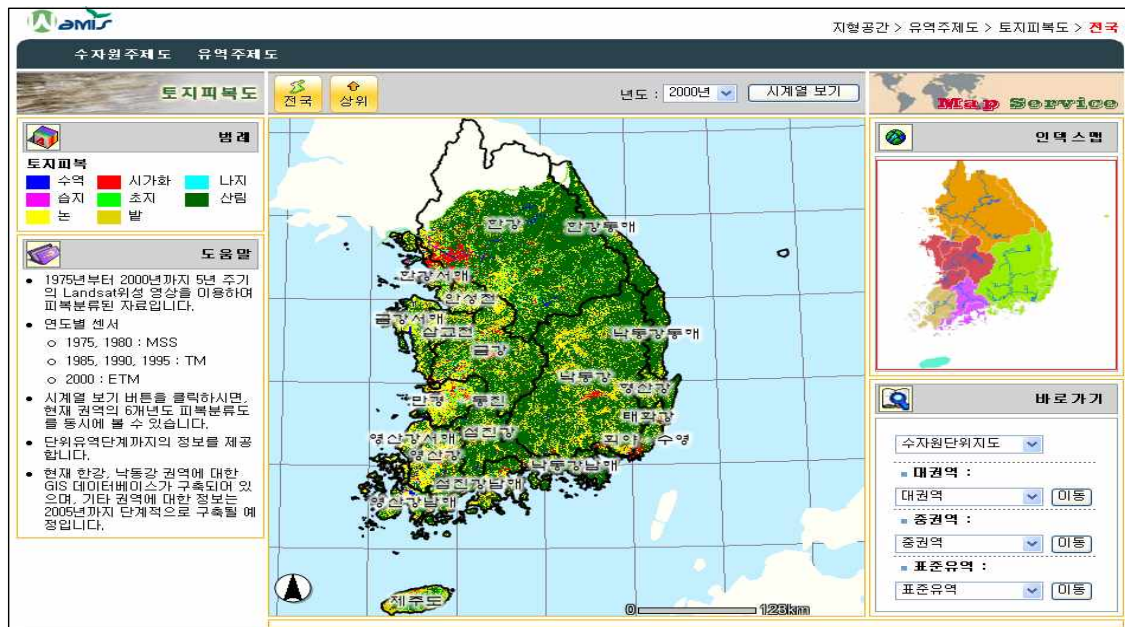 WAMIS
지형공간 > 유역주제도 > 토지피복도 > 전국
수자원주제도 유역주제도
토지피복도
전국
상위
년도 : 2000년
시계열 보기
Map Service
범례
토지피복
수역 시가화 나지
습지 초지 산림
논 밭
도움말
• 1975년부터 2000년까지 5년 주기
의 Landsat위성 영상을 이용하여
피복분류된 자료입니다.
• 연도별 센서
o 1975, 1980 : MSS
o 1985, 1990, 1995 : TM
o 2000 : ETM
• 시계열 보기 버튼을 클릭하시면,
현재 권역의 6개년도 피복분류도
를 동시에 볼 수 있습니다.
• 단위유역단계까지의 정보를 제공
합니다.
• 현재 한강, 낙동강 권역에 대한
GIS 데이터베이스가 구축되어 있
으며, 기타 권역에 대한 정보는
2005년까지 단계적으로 구축될 예
정입니다.
한강
한강동해
한강서해
안성천
금강서해
삽교천
금강
낙동강동해
낙동강
형산강
만경
동진
태화강
영산강서해
섬진강
회야
수영
영산강
낙동강남해
섬진강남해
영산강남해
제주도
0 128km
인덱스맵
바로가기
수자원단위지도
대권역 :
대권역 이동
중권역 :
중권역 이동
표준유역 :
표준유역 이동